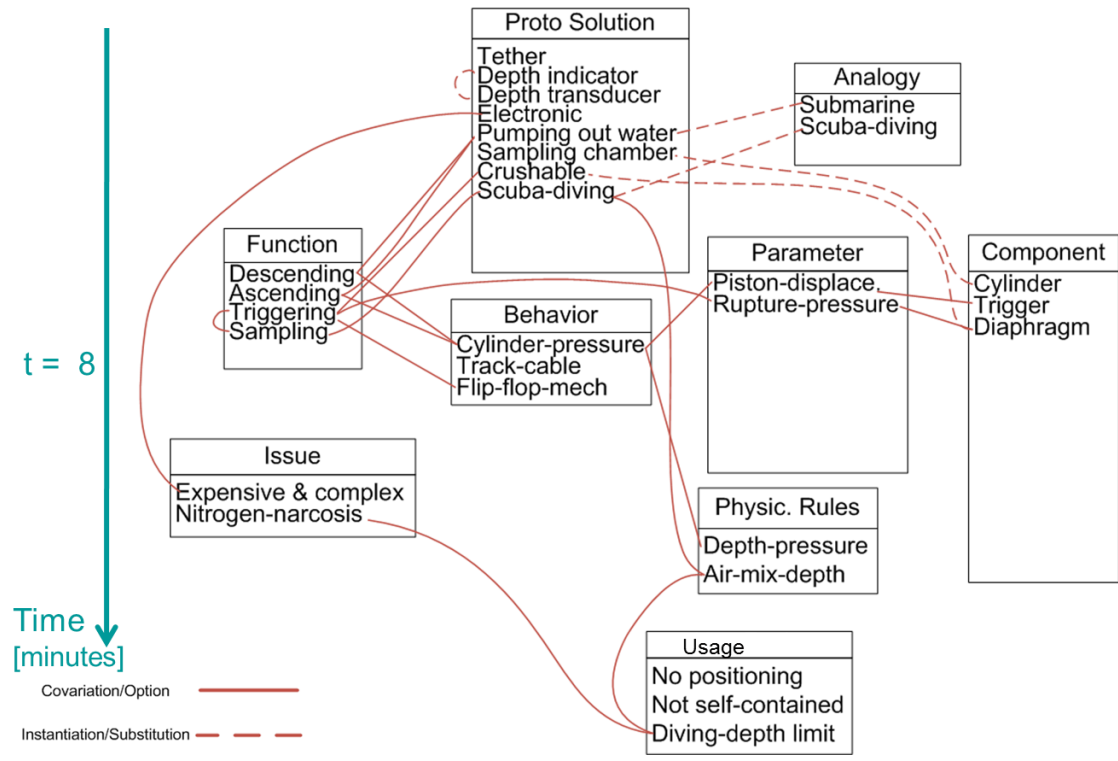 Proto Solution
Tether
Depth indicator
Depth transducer
Electronic
Pumping out water
Sampling chamber
Crushable
Scuba-diving
Analogy
Submarine
Scuba-diving
Function
Descending
Ascending
Triggering
Sampling
Behavior
Cylinder-pressure
Track-cable
Flip-flop-mech
Parameter
Piston-displace.
Rupture-pressure
Component
Cylinder
Trigger
Diaphragm
t = 8
Issue
Expensive & complex
Nitrogen-narcosis
Physic. Rules
Depth-pressure
Air-mix-depth
Time
[minutes]
Usage
No positioning
Not self-contained
Diving-depth limit
Covariation/Option
Instantiation/Substitution